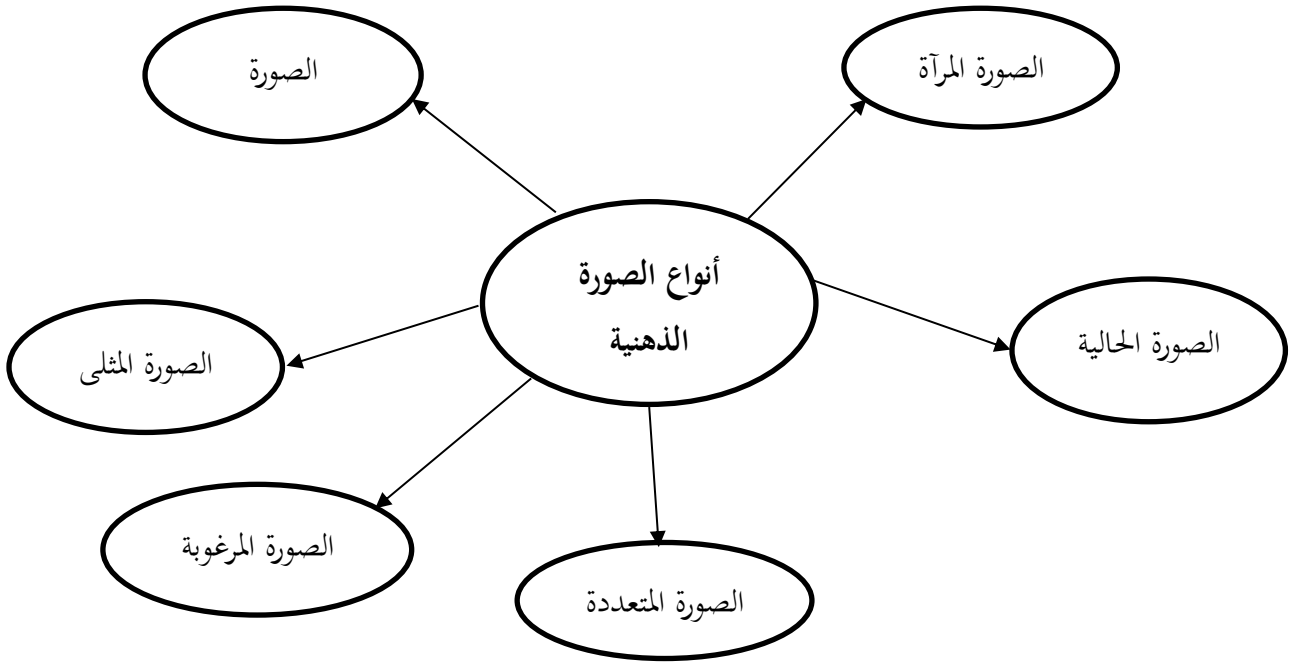 الصورة المرآة
الصورة
أنواع الصورة
الذهنية
الصورة الحالية
الصورة المثلى
الصورة المرغوبة
الصورة المتعددة